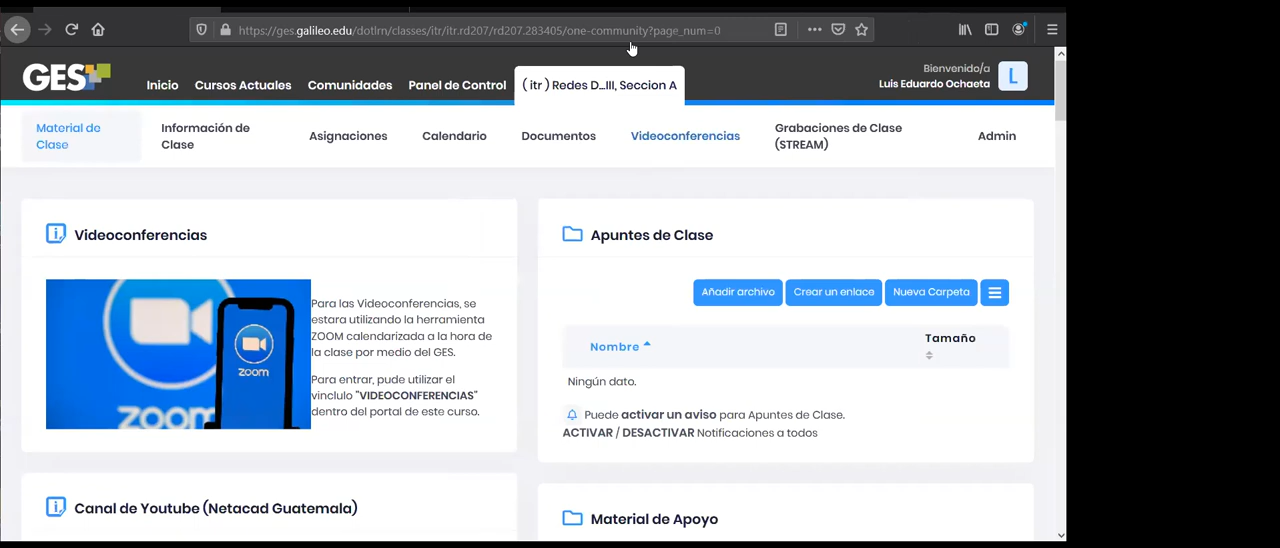 https://ges.galileo.edu/dotlrn/classes/itr/itr.rd207/rd207.283405/one-community?page_num=0
GES
Inicio
Cursos Actuales
Comunidades
Panel de Control
( itr ) Redes D...III, Seccion A
Bienvenido/a
Luis Eduardo Ochaeta
L
Material de
Clase
Información de
Clase
Asignaciones
Calendario
Documentos
Videoconferencias
Grabaciones de Clase
(STREAM)
Admin
Videoconferencias
zoom
zoom
Para las Videoconferencias, se
estara utilizando la herramienta
ZOOM calendarizada a la hora de
la clase por medio del GES.
Para entrar, pude utilizar el
vinclulo "VIDEOCONFERENCIAS"
dentro del portal de este curso.
Canal de Youtube (Netacad Guatemala)
Apuntes de Clase
Añadir archivo
Crear un enlace
Nueva Carpeta
Nombre
Tamaño
Ningún dato.
Puede activar un aviso para Apuntes de Clase.
ACTIVAR / DESACTIVAR Notificaciones a todos
Material de Apoyo